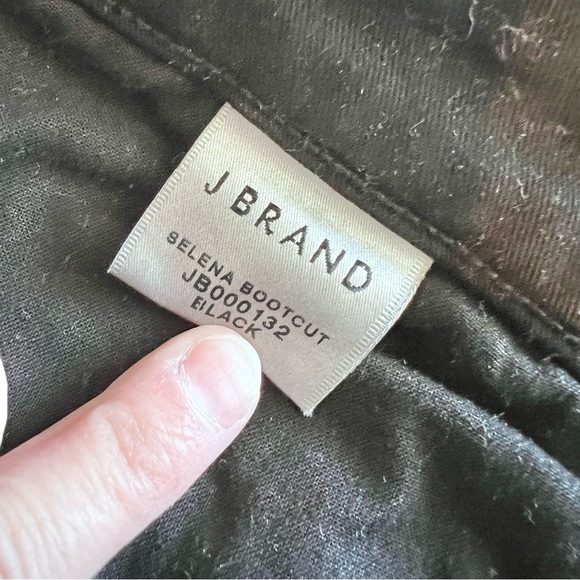 J BRAND
SELENA BOOTCUT
JB000132
BLACK